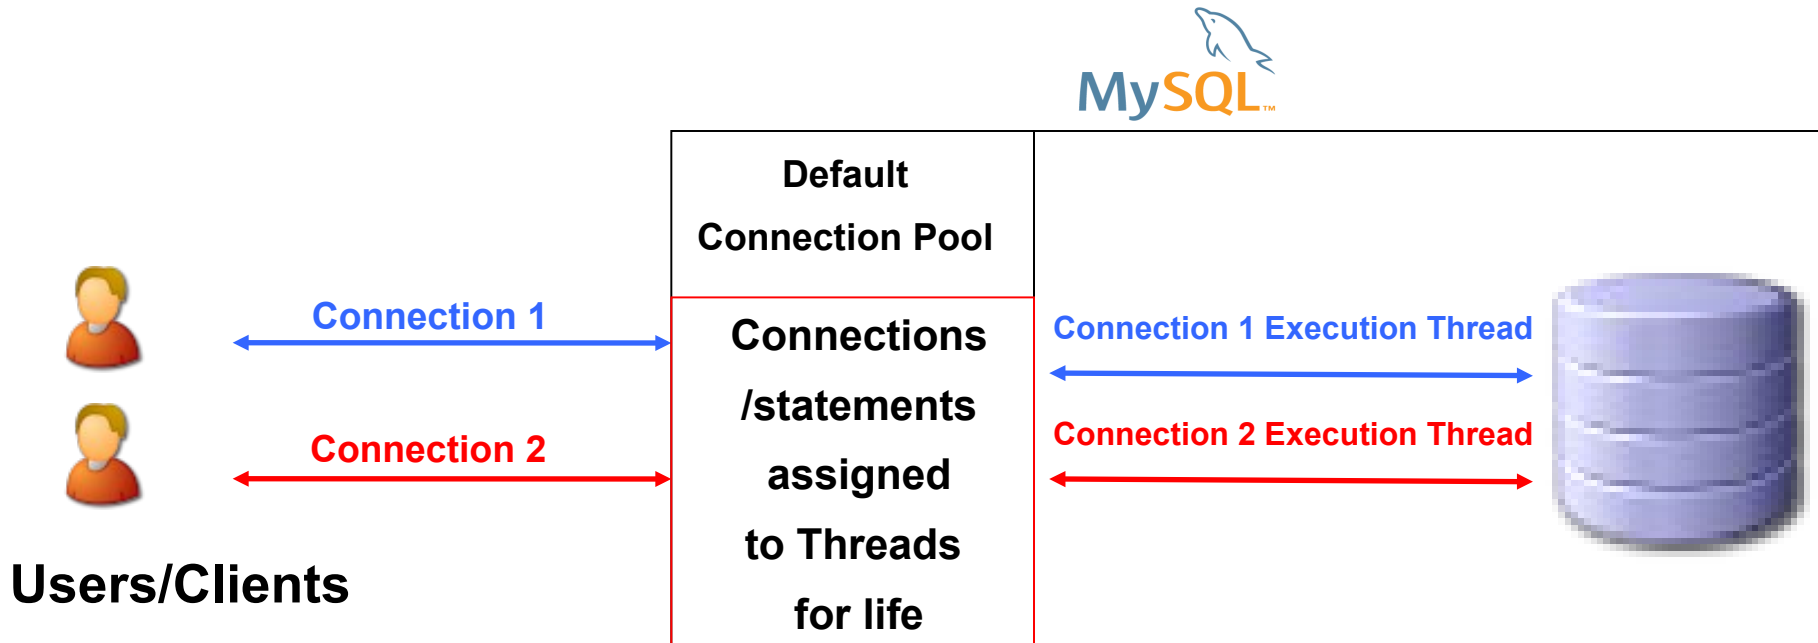 MySQL™
Default
Connection Pool
Connection 1
Connections
/statements
assigned
to Threads
for life
Connection 1 Execution Thread
Connection 2
Connection 2 Execution Thread
Users/Clients